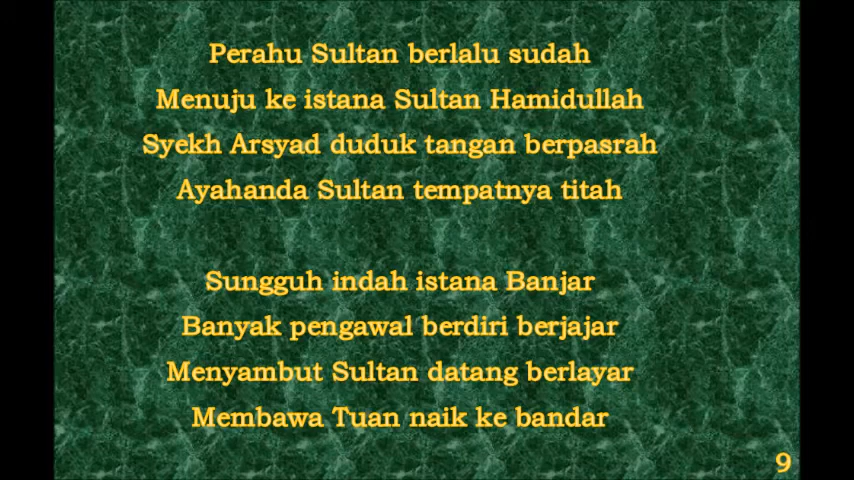 Perahu Sultan berlalu sudah
Menuju ke istana Sultan Hamidullah
Syekh Arsyad duduk tangan berpasrah
Ayahanda Sultan tempatnya titah
Sungguh indah istana Banjar
Banyak pengawal berdiri berjajar
Menyambut Sultan datang berlayar
Membawa Tuan naik ke bandar
9